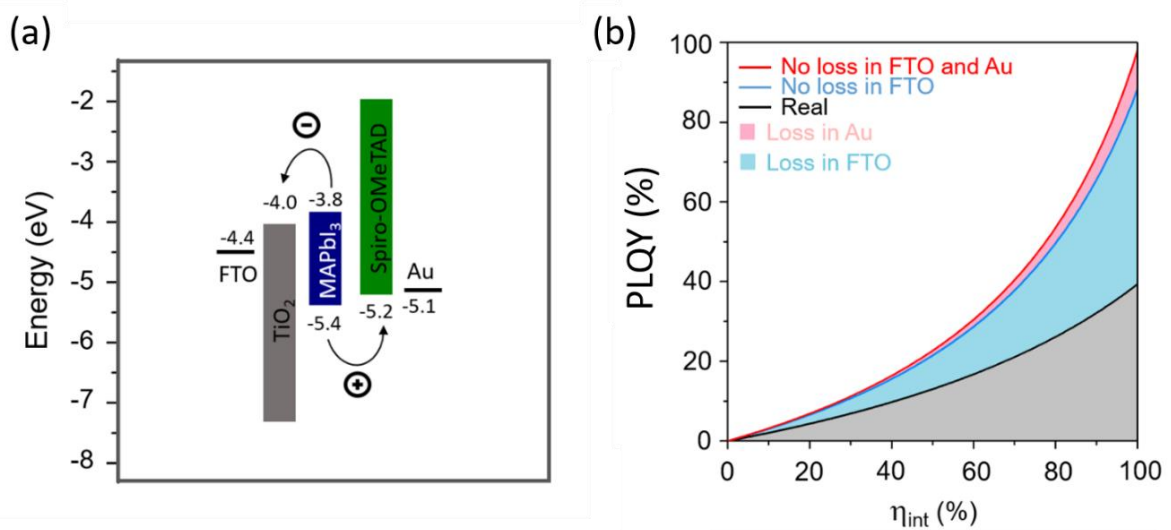 (a)
Energy (eV)
-2
-3
-4
-5
-6
-7
-8
-4.4
FTO
-4.0
TiO₂
-3.8
MAPbI₃
-5.4
Spiro-OMeTAD
-5.2
Au
-5.1
(b)
PLQY (%)
100
80
60
40
20
0
No loss in FTO and Au
No loss in FTO
Real
Loss in Au
Loss in FTO
0 20 40 60 80 100
ηint (%)